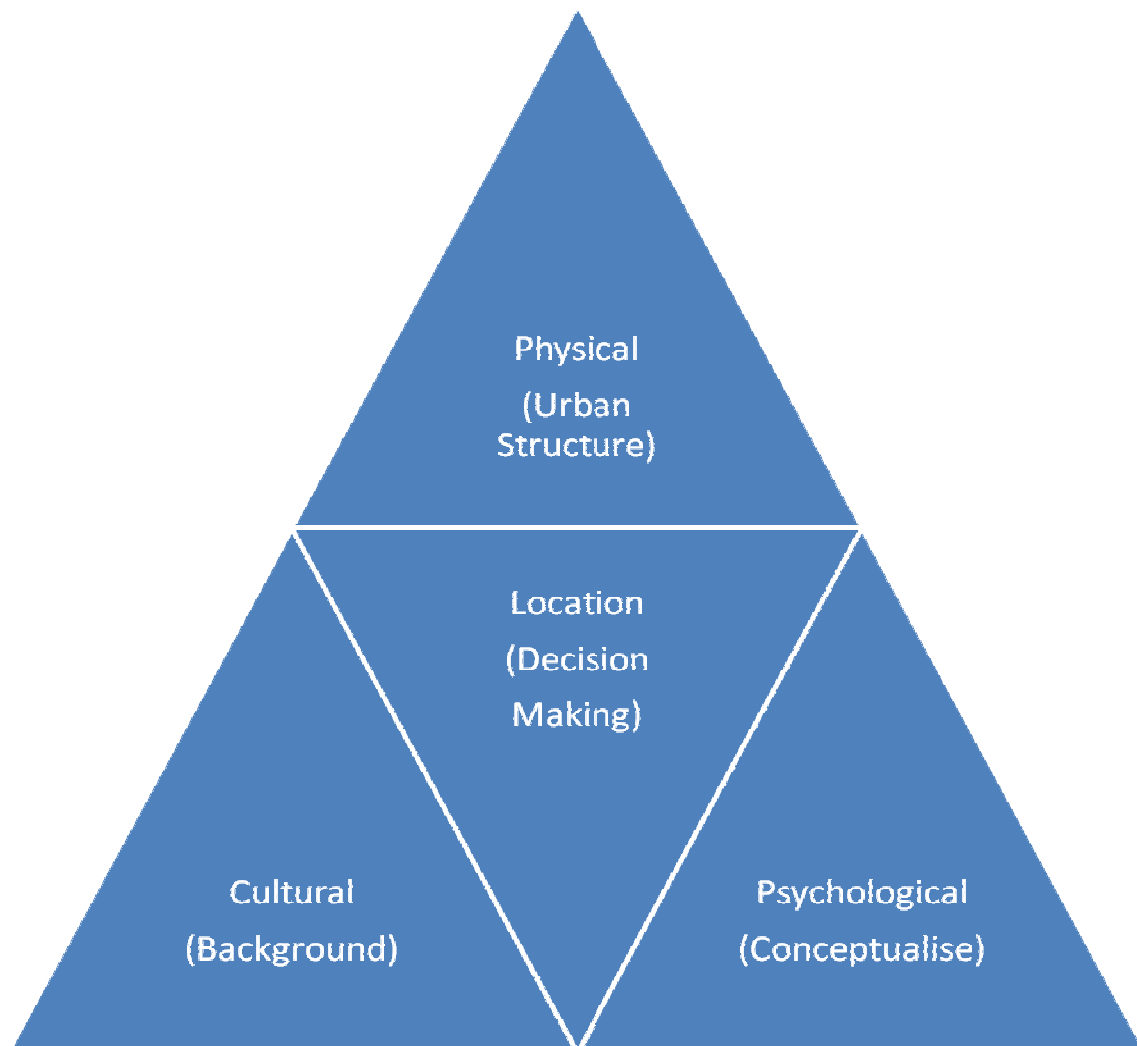 Physical
(Urban
Structure)
Location
(Decision
Making)
Cultural
(Background)
Psychological
(Conceptualise)